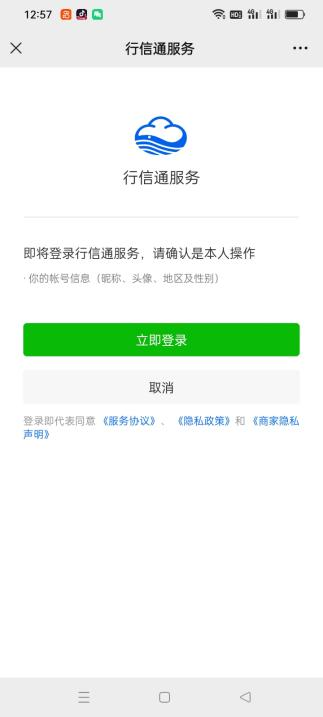 12:57
行信通服务
行信通服务
即将登录行信通服务，请确认是本人操作
· 你的帐号信息（昵称、头像、地区及性别）
立即登录
取消
登录即代表同意《服务协议》、《隐私政策》和《商家隐私
声明》